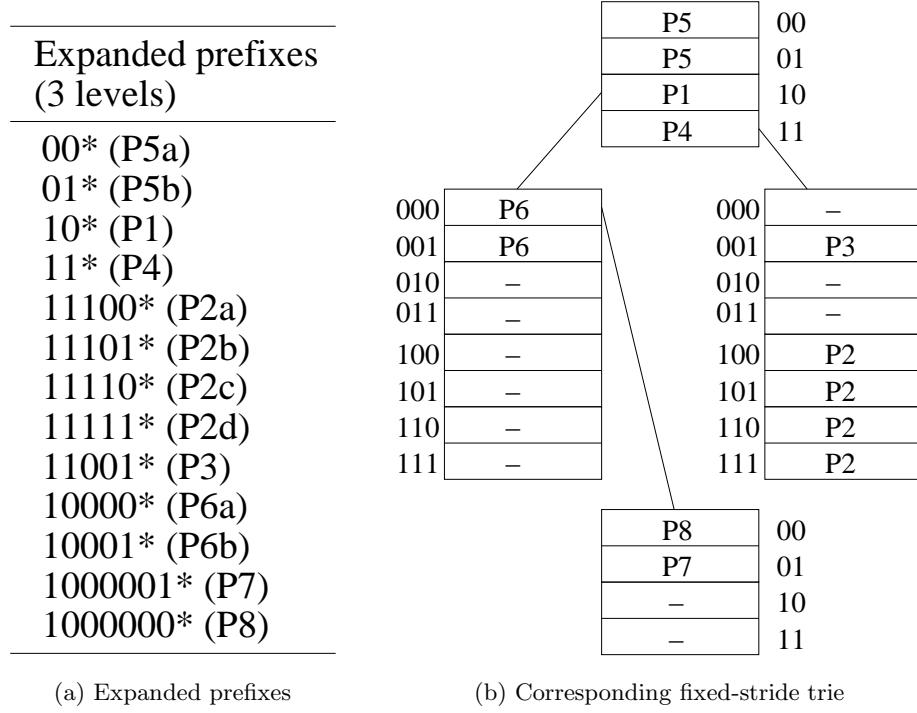 Expanded prefixes
(3 levels)
00* (P5a)
01* (P5b)
10* (P1)
11* (P4)
11100* (P2a)
11101* (P2b)
11110* (P2c)
11111* (P2d)
11001* (P3)
10000* (P6a)
10001* (P6b)
1000001* (P7)
1000000* (P8)
(a) Expanded prefixes
P5 00
P5 01
P1 10
P4 11
000 P6
001 P6
010 –
011 –
100 –
101 –
110 –
111 –
000 –
001 P3
010 –
011 –
100 P2
101 P2
110 P2
111 P2
P8 00
P7 01
– 10
– 11
(b) Corresponding fixed-stride trie